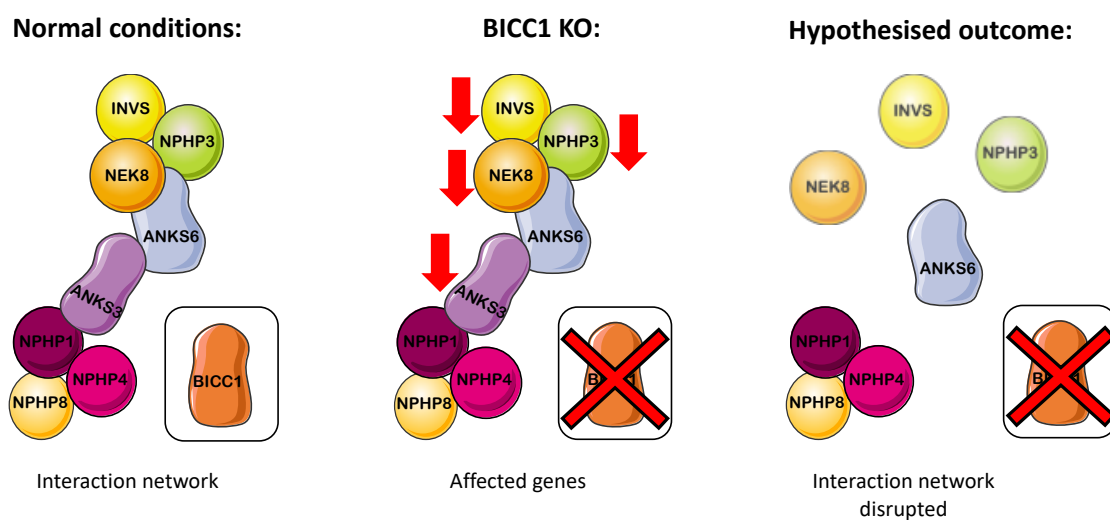 Normal conditions:
INVS
NPHP3
NEK8
ANKS6
ANKS3
NPHP1
NPHP4
NPHP8
BICC1
Interaction network
BICC1 KO:
INVS
NPHP3
NEK8
ANKS6
ANKS3
NPHP1
NPHP4
NPHP8
Affected genes
Hypothesised outcome:
INVS
NPHP3
NEK8
ANKS6
NPHP1
NPHP4
NPHP8
Interaction network
disrupted